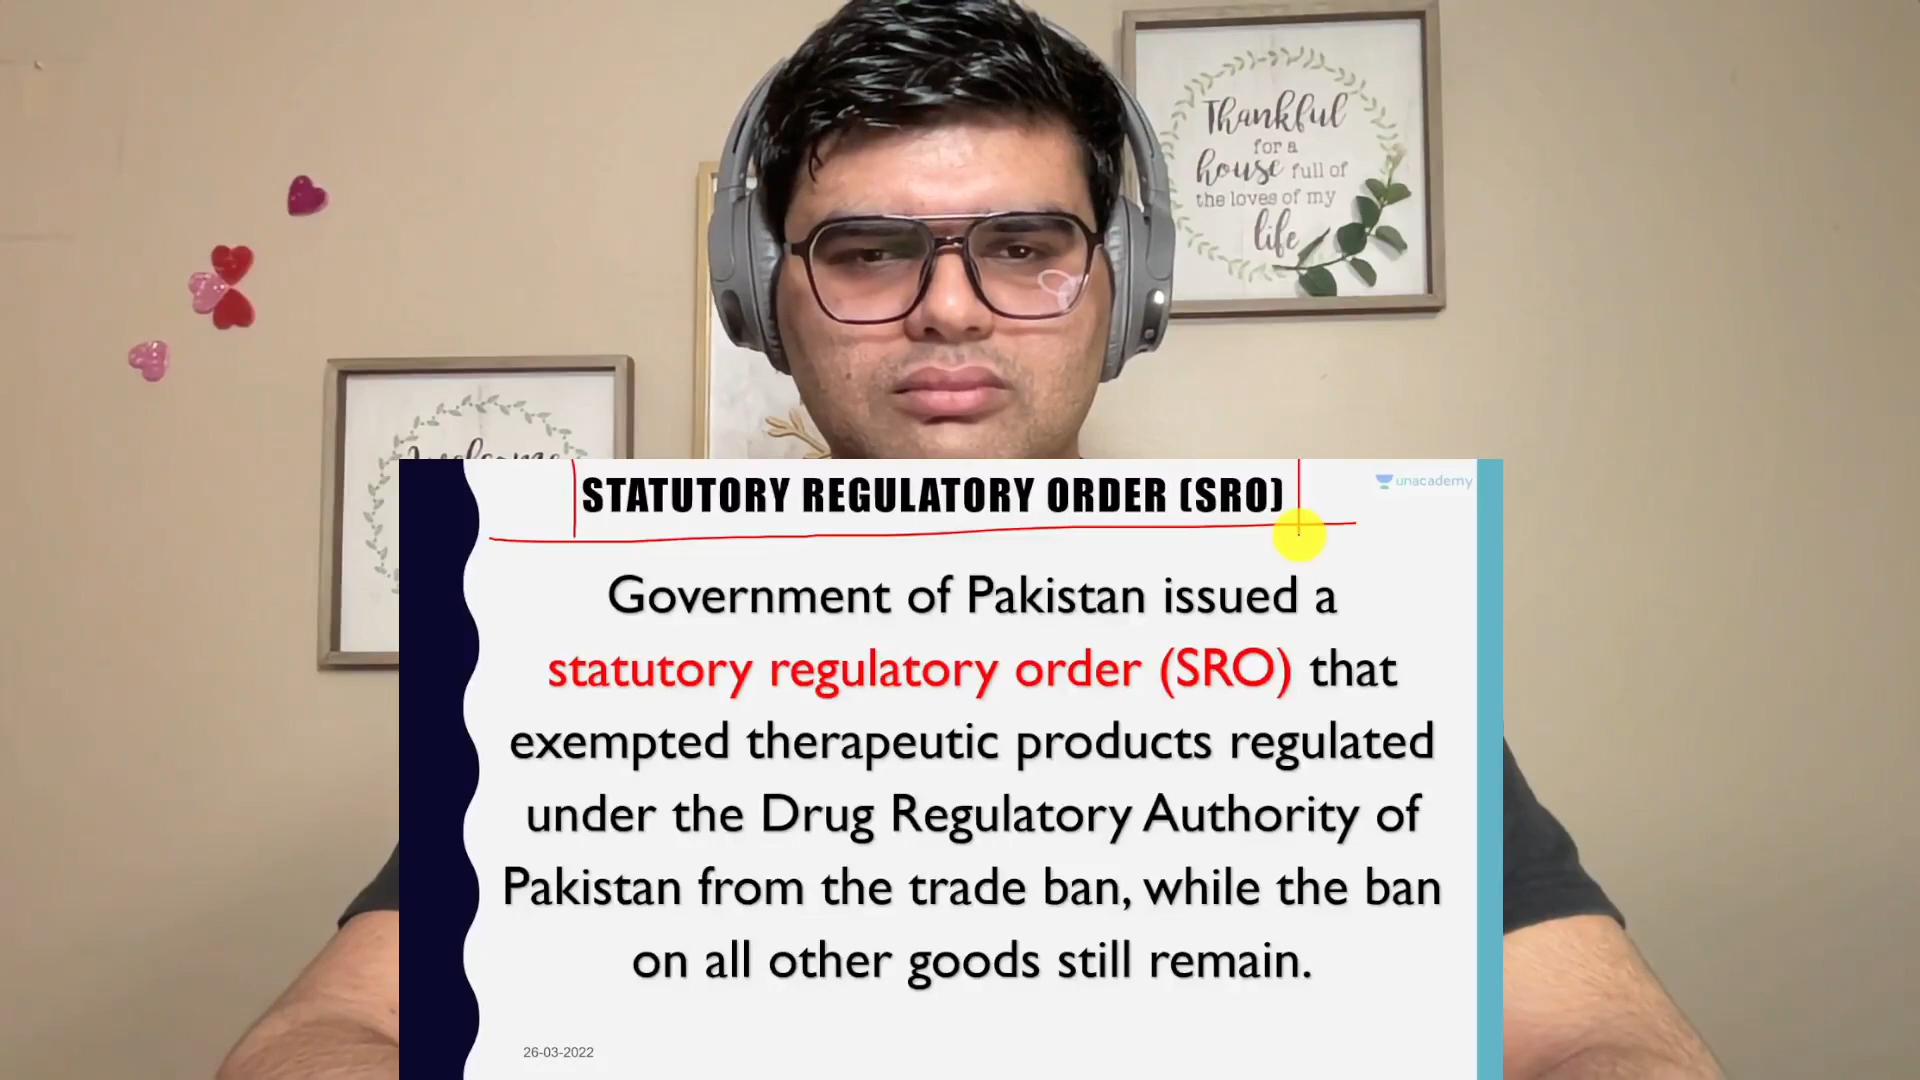 Thankful
for a
house full of
the loves of my
life
STATUTORY REGULATORY ORDER (SRO)
unacademy
Government of Pakistan issued a
statutory regulatory order (SRO) that
exempted therapeutic products regulated
under the Drug Regulatory Authority of
Pakistan from the trade ban, while the ban
on all other goods still remain.
26-03-2022